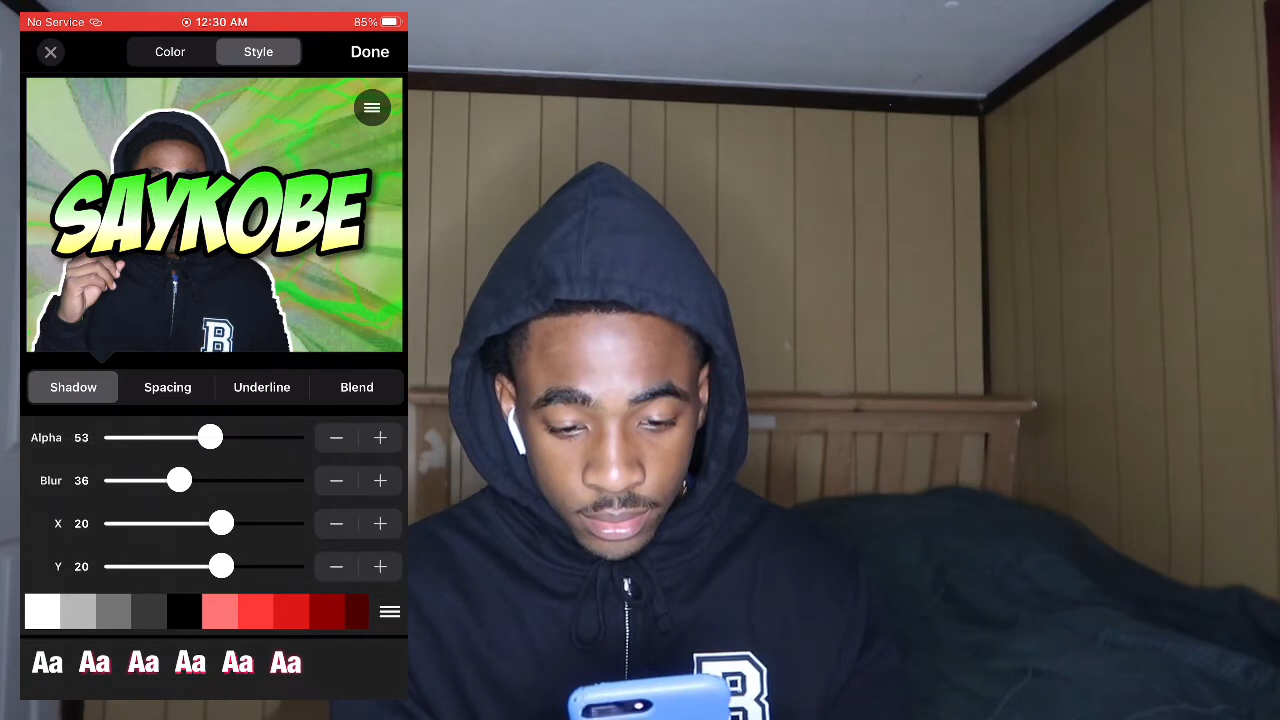 No Service 12:30 AM 85%
Color Style Done
SAYKOBE
B
Shadow Spacing Underline Blend
Alpha 53
Blur 36
X 20
Y 20
Aa Aa Aa Aa Aa Aa
B